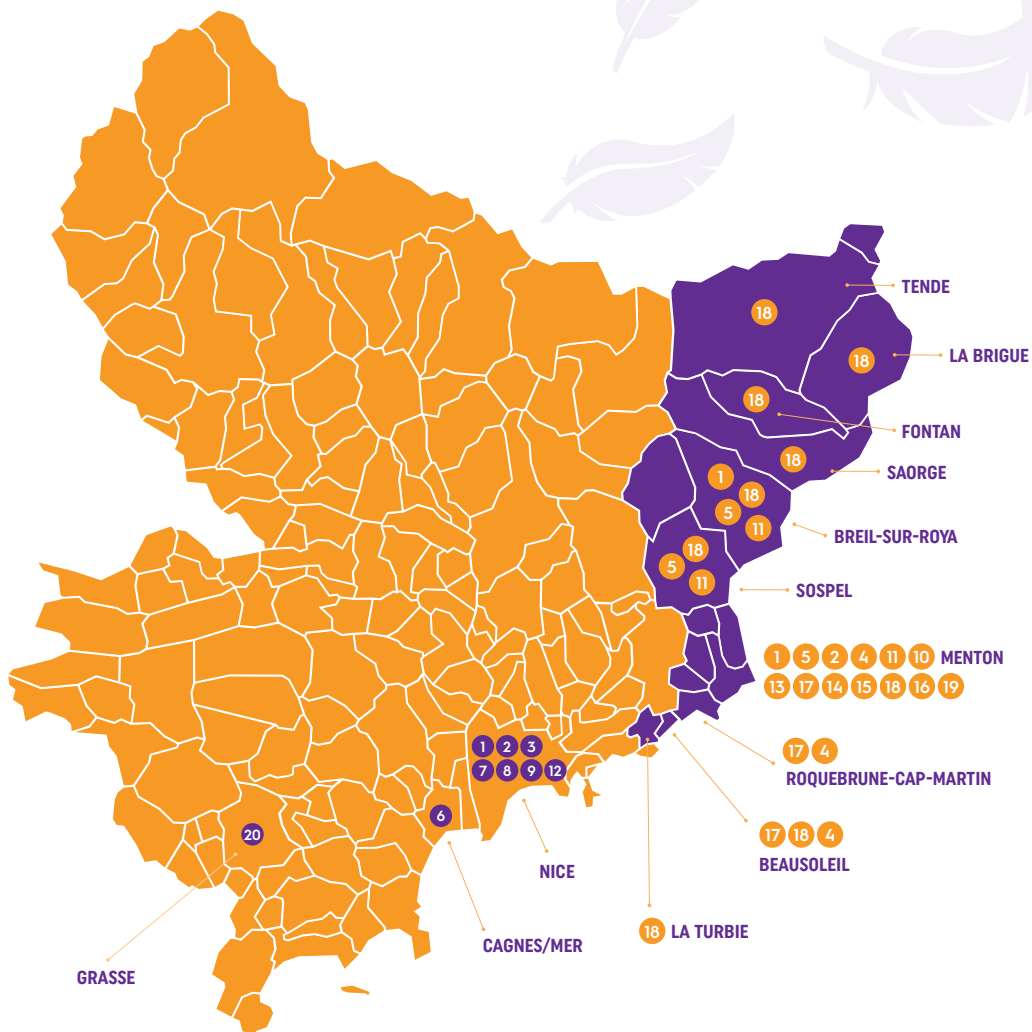 TENDE
18
LA BRIGUE
18
18
FONTAN
18
SAORGE
1
18
5
11
BREIL-SUR-ROYA
18
5
11
SOSPEL
1 5 2 4 11 10 MENTON
13 17 14 15 18 16 19
17 4
ROQUEBRUNE-CAP-MARTIN
1 2 3
7 8 9 12
6
20
17 18 4
BEAUSOLEIL
NICE
18 LA TURBIE
CAGNES/MER
GRASSE